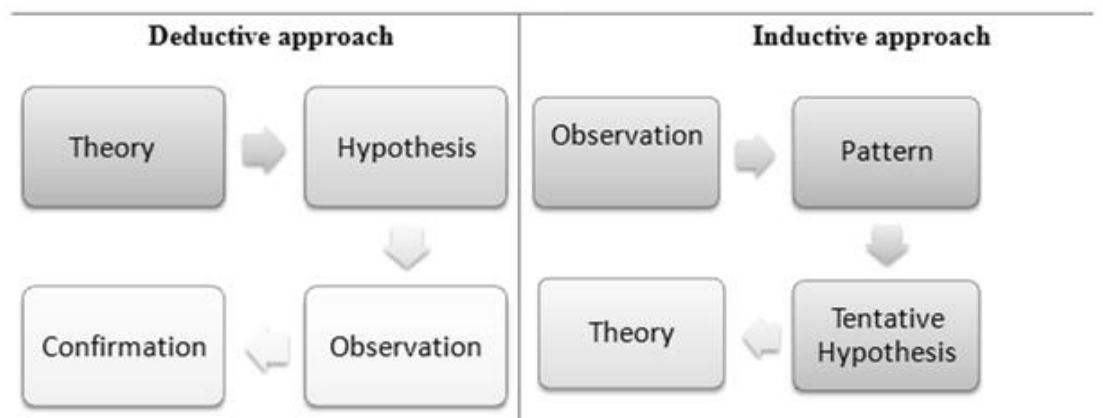 Deductive approach
Theory
Hypothesis
Observation
Confirmation
Inductive approach
Observation
Pattern
Tentative
Hypothesis
Theory